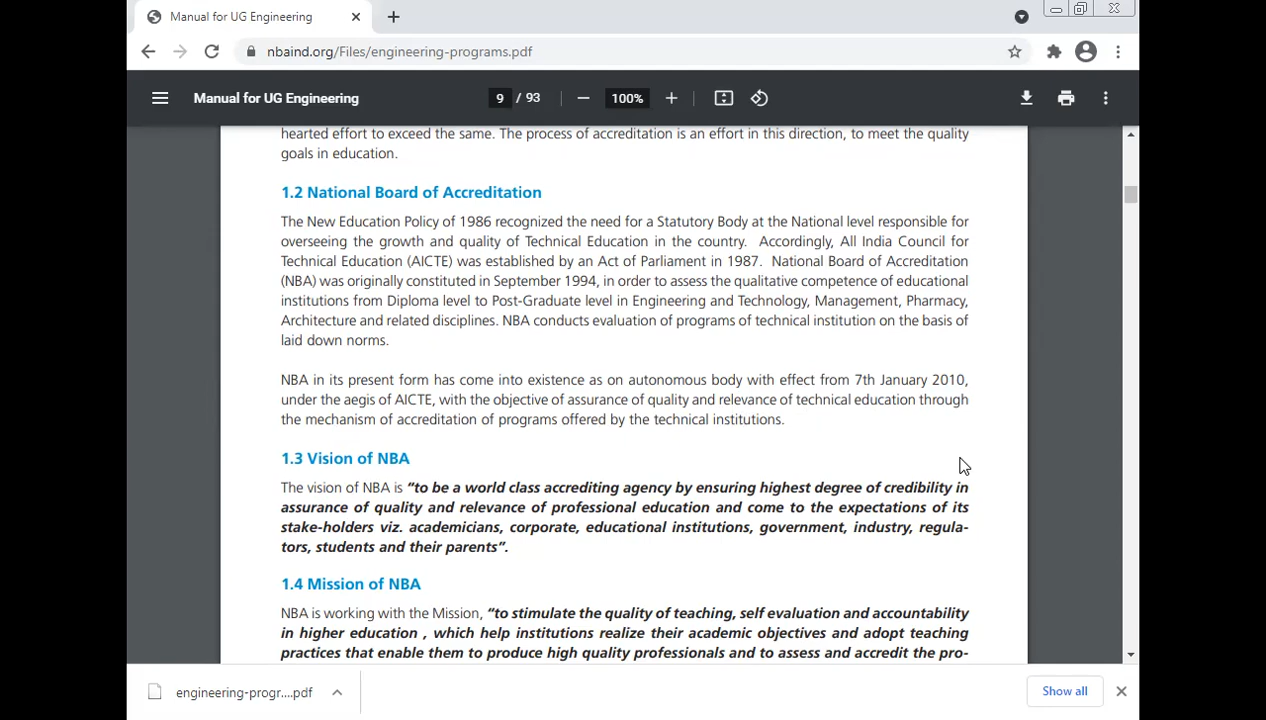 Manual for UG Engineering
nbaind.org/Files/engineering-programs.pdf
Manual for UG Engineering
9 / 93
100%
hearted effort to exceed the same. The process of accreditation is an effort in this direction, to meet the quality
goals in education.
1.2 National Board of Accreditation
The New Education Policy of 1986 recognized the need for a Statutory Body at the National level responsible for
overseeing the growth and quality of Technical Education in the country. Accordingly, All India Council for
Technical Education (AICTE) was established by an Act of Parliament in 1987. National Board of Accreditation
(NBA) was originally constituted in September 1994, in order to assess the qualitative competence of educational
institutions from Diploma level to Post-Graduate level in Engineering and Technology, Management, Pharmacy,
Architecture and related disciplines. NBA conducts evaluation of programs of technical institution on the basis of
laid down norms.
NBA in its present form has come into existence as on autonomous body with effect from 7th January 2010,
under the aegis of AICTE, with the objective of assurance of quality and relevance of technical education through
the mechanism of accreditation of programs offered by the technical institutions.
1.3 Vision of NBA
The vision of NBA is “to be a world class accrediting agency by ensuring highest degree of credibility in
assurance of quality and relevance of professional education and come to the expectations of its
stake-holders viz. academicians, corporate, educational institutions, government, industry, regula-
tors, students and their parents”.
1.4 Mission of NBA
NBA is working with the Mission, “to stimulate the quality of teaching, self evaluation and accountability
in higher education , which help institutions realize their academic objectives and adopt teaching
practices that enable them to produce high quality professionals and to assess and accredit the pro-
engineering-progr....pdf
Show all